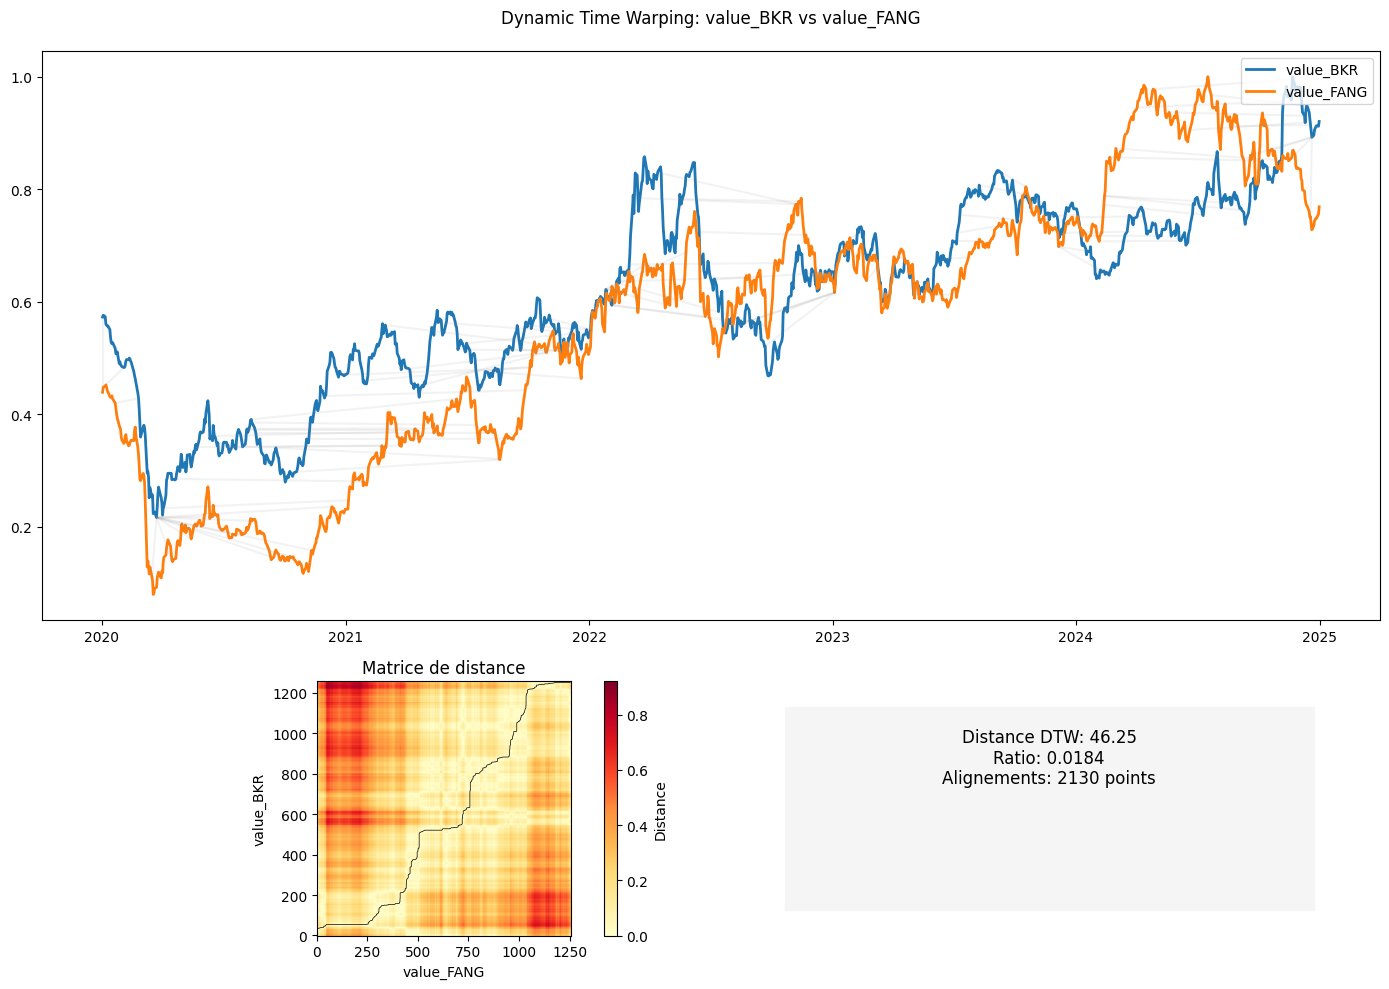 Dynamic Time Warping: value_BKR vs value_FANG
value_BKR
value_FANG
1.0
0.8
0.6
0.4
0.2
2020 2021 2022 2023 2024 2025
Matrice de distance
value_BKR
1200
1000
800
600
400
200
0
0 250 500 750 1000 1250
value_FANG
0.8
0.6
0.4
0.2
0.0
Distance
Distance DTW: 46.25
Ratio: 0.0184
Alignements: 2130 points